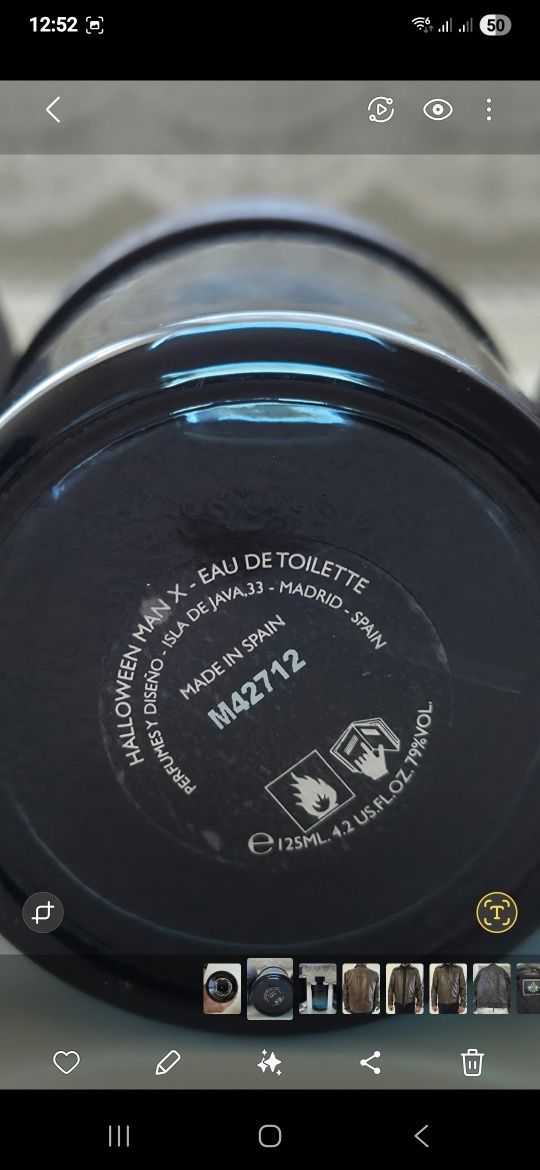 12:52
50
HALLOWEEN MAN X - EAU DE TOILETTE
PERFUMES Y DISEÑO - ISLA DE JAVA,33 - MADRID - SPAIN
MADE IN SPAIN
M42712
e 125ML. 4.2 US.FL.OZ. 79%VOL.
T